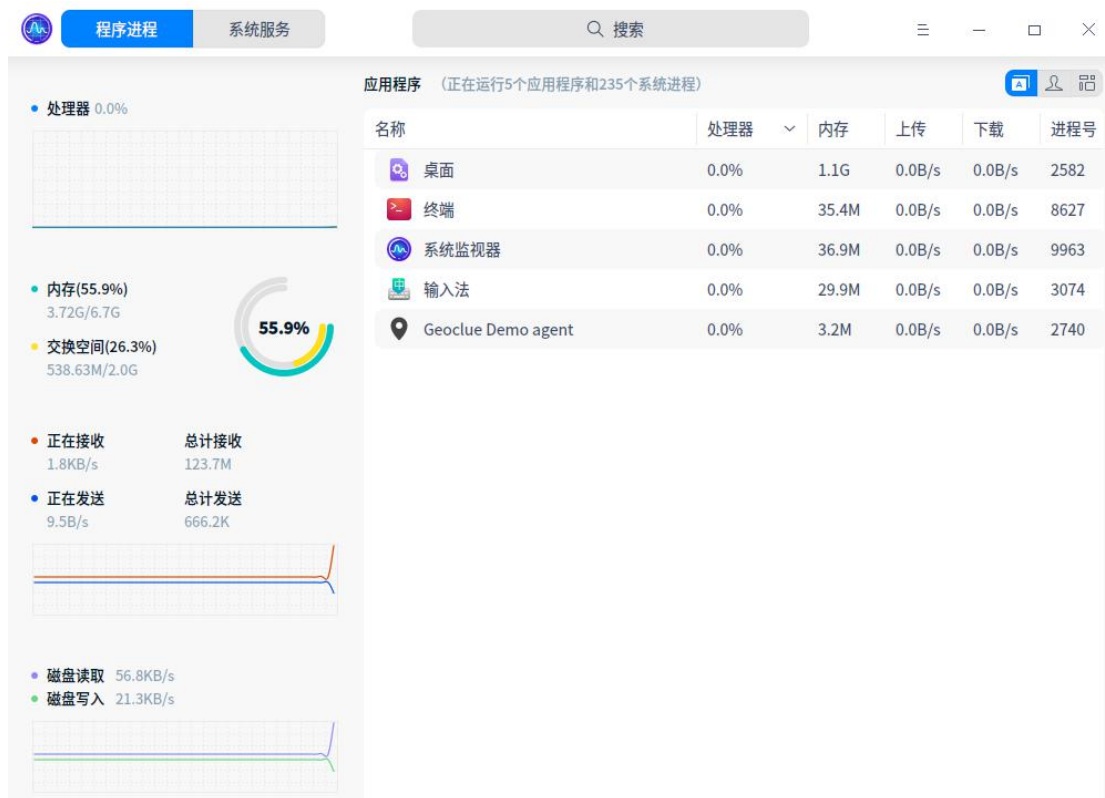 程序进程 系统服务 搜索
应用程序 (正在运行5个应用程序和235个系统进程)
处理器 0.0%
内存(55.9%)
3.72G/6.7G
55.9%
交换空间(26.3%)
538.63M/2.0G
正在接收 总计接收
1.8KB/s 123.7M
正在发送 总计发送
9.5B/s 666.2K
磁盘读取 56.8KB/s
磁盘写入 21.3KB/s
名称 处理器 内存 上传 下载 进程号
桌面 0.0% 1.1G 0.0B/s 0.0B/s 2582
终端 0.0% 35.4M 0.0B/s 0.0B/s 8627
系统监视器 0.0% 36.9M 0.0B/s 0.0B/s 9963
输入法 0.0% 29.9M 0.0B/s 0.0B/s 3074
Geoclue Demo agent 0.0% 3.2M 0.0B/s 0.0B/s 2740